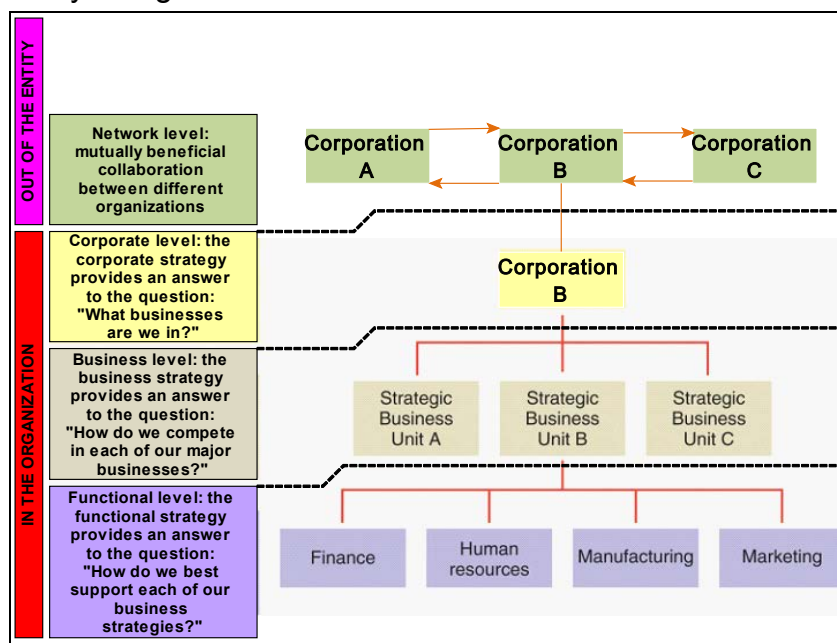 OUT OF THE ENTITY
Network level:
mutually beneficial
collaboration
between different
organizations
Corporation
A
Corporation
B
Corporation
C
IN THE ORGANIZATION
Corporate level: the
corporate strategy
provides an answer
to the question:
"What businesses
are we in?"
Corporation
B
Business level: the
business strategy
provides an answer
to the question:
"How do we compete
in each of our major
businesses?"
Strategic
Business
Unit A
Strategic
Business
Unit B
Strategic
Business
Unit C
Functional level: the
functional strategy
provides an answer
to the question:
"How do we best
support each of our
business
strategies?"
Finance
Human
resources
Manufacturing
Marketing